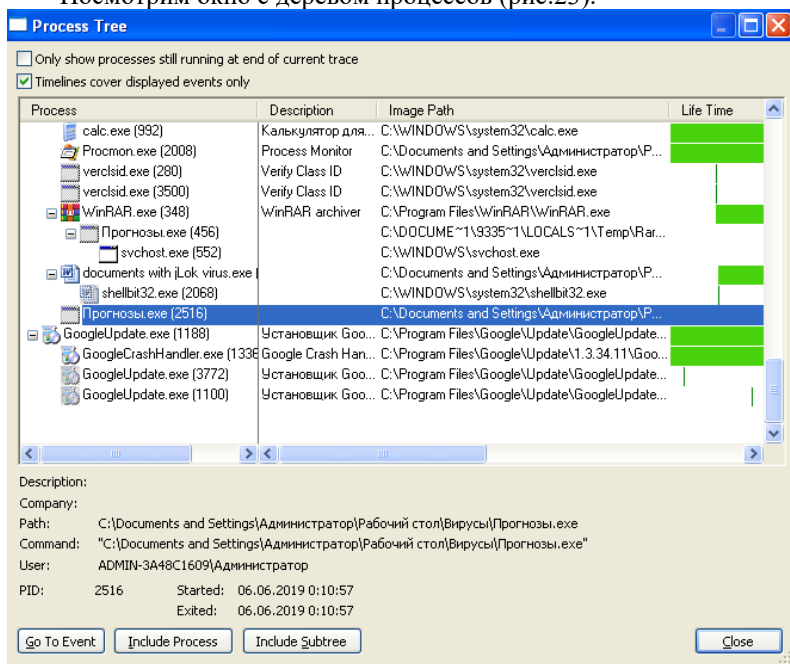 Посмотрим окно с деревом процессов (рис.25).
Process Tree
Only show processes still running at end of current trace
Timelines cover displayed events only
Process Description Image Path Life Time
calc.exe (992) Калькулятор для... C:\WINDOWS\system32\calc.exe
Procmon.exe (2008) Process Monitor C:\Documents and Settings\Администратор\Р...
verclsid.exe (280) Verify Class ID C:\WINDOWS\system32\verclsid.exe
verclsid.exe (3500) Verify Class ID C:\WINDOWS\system32\verclsid.exe
WinRAR.exe (348) WinRAR archiver C:\Program Files\WinRAR\WinRAR.exe
Прогнозы.exe (456) C:\DOCUME~1\9335~1\LOCALS~1\Temp\Rar...
svchost.exe (552) C:\WINDOWS\svchost.exe
documents with jLok virus.exe ( C:\Documents and Settings\Администратор\Р...
shellbit32.exe (2068) C:\WINDOWS\system32\shellbit32.exe
Прогнозы.exe (2516) C:\Documents and Settings\Администратор\Р...
GoogleUpdate.exe (1188) Установщик Goo... C:\Program Files\Google\Update\GoogleUpdate...
GoogleCrashHandler.exe (1336 Google Crash Han... C:\Program Files\Google\Update\1.3.34.11\Goo...
GoogleUpdate.exe (3772) Установщик Goo... C:\Program Files\Google\Update\GoogleUpdate...
GoogleUpdate.exe (1100) Установщик Goo... C:\Program Files\Google\Update\GoogleUpdate...
Description:
Company:
Path: C:\Documents and Settings\Администратор\Рабочий стол\Вирусы\Прогнозы.exe
Command: "C:\Documents and Settings\Администратор\Рабочий стол\Вирусы\Прогнозы.exe"
User: ADMIN-3A48C1609\Администратор
PID: 2516 Started: 06.06.2019 0:10:57
Exited: 06.06.2019 0:10:57
Go To Event Include Process Include Subtree Close